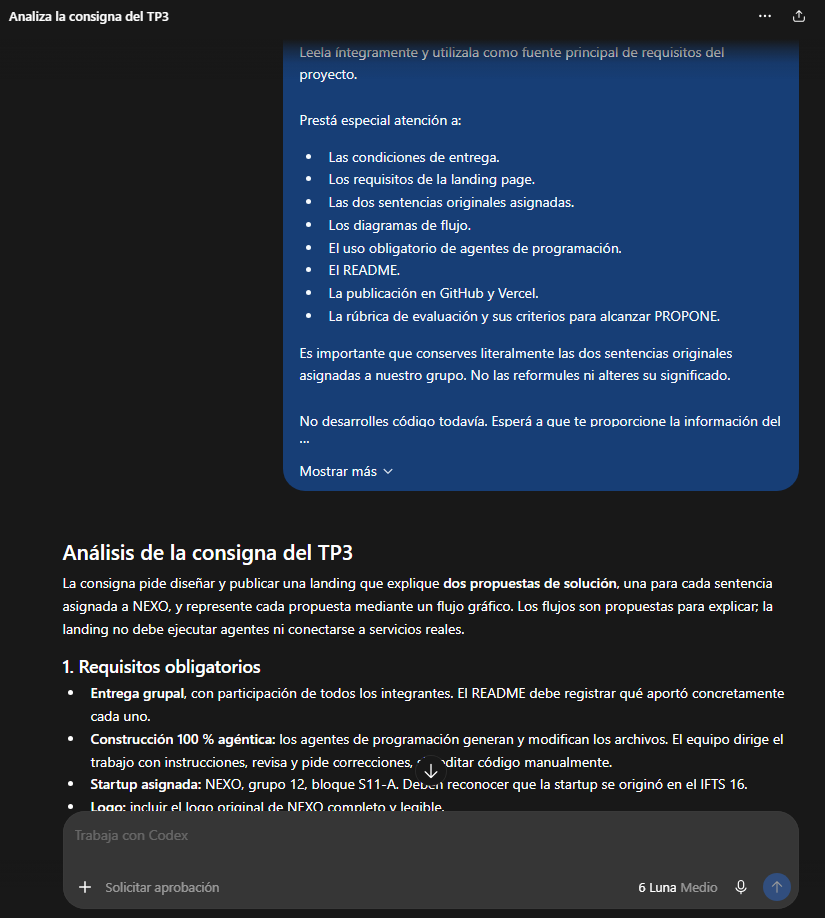 Analiza la consigna del TP3
Leela íntegramente y utilizala como fuente principal de requisitos del
proyecto.
Prestá especial atención a:
• Las condiciones de entrega.
• Los requisitos de la landing page.
• Las dos sentencias originales asignadas.
• Los diagramas de flujo.
• El uso obligatorio de agentes de programación.
• El README.
• La publicación en GitHub y Vercel.
• La rúbrica de evaluación y sus criterios para alcanzar PROPONE.
Es importante que conserves literalmente las dos sentencias originales
asignadas a nuestro grupo. No las reformules ni alteres su significado.
No desarrolles código todavía. Esperá a que te proporcione la información del
...
Mostrar más
Análisis de la consigna del TP3
La consigna pide diseñar y publicar una landing que explique dos propuestas de solución, una para cada sentencia
asignada a NEXO, y represente cada propuesta mediante un flujo gráfico. Los flujos son propuestas para explicar; la
landing no debe ejecutar agentes ni conectarse a servicios reales.
1. Requisitos obligatorios
• Entrega grupal, con participación de todos los integrantes. El README debe registrar qué aportó concretamente
cada uno.
• Construcción 100 % agéntica: los agentes de programación generan y modifican los archivos. El equipo dirige el
trabajo con instrucciones, revisa y pide correcciones, editar código manualmente.
• Startup asignada: NEXO, grupo 12, bloque S11-A. Deben reconocer que la startup se originó en el IFTS 16.
• Logo: incluir el logo original de NEXO completo y legible.
Trabaja con Codex
Solicitar aprobación
6 Luna Medio